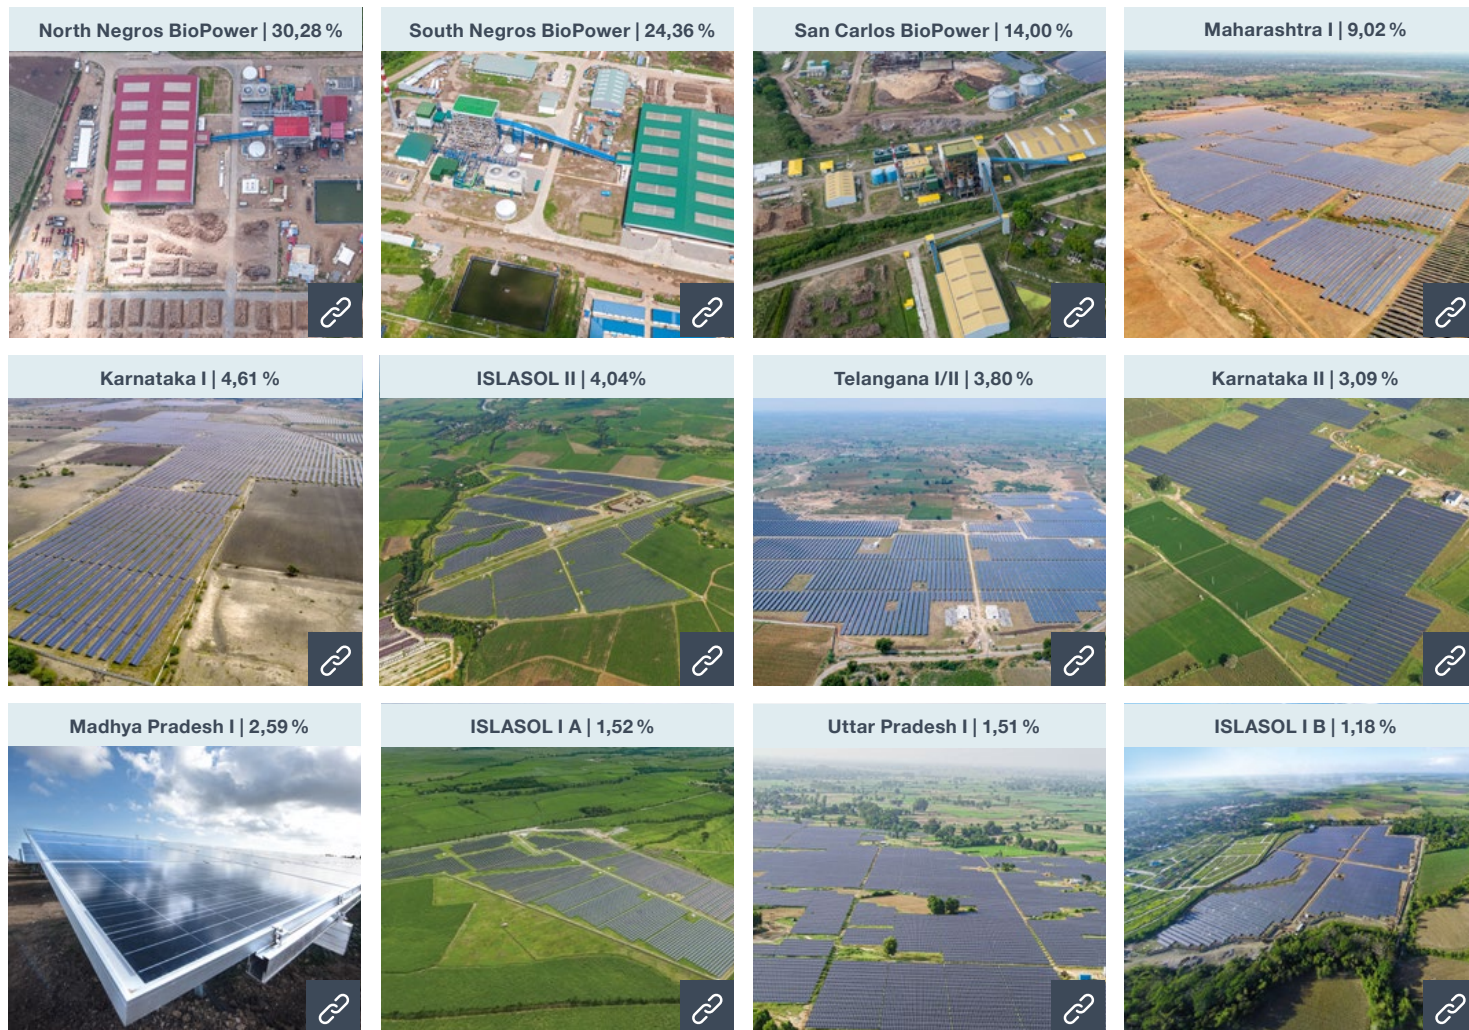 North Negros BioPower | 30,28 %
South Negros BioPower | 24,36 %
San Carlos BioPower | 14,00 %
Maharashtra I | 9,02 %
Karnataka I | 4,61 %
ISLASOL II | 4,04%
Telangana I/II | 3,80 %
Karnataka II | 3,09 %
Madhya Pradesh I | 2,59 %
ISLASOL I A | 1,52 %
Uttar Pradesh I | 1,51 %
ISLASOL I B | 1,18 %